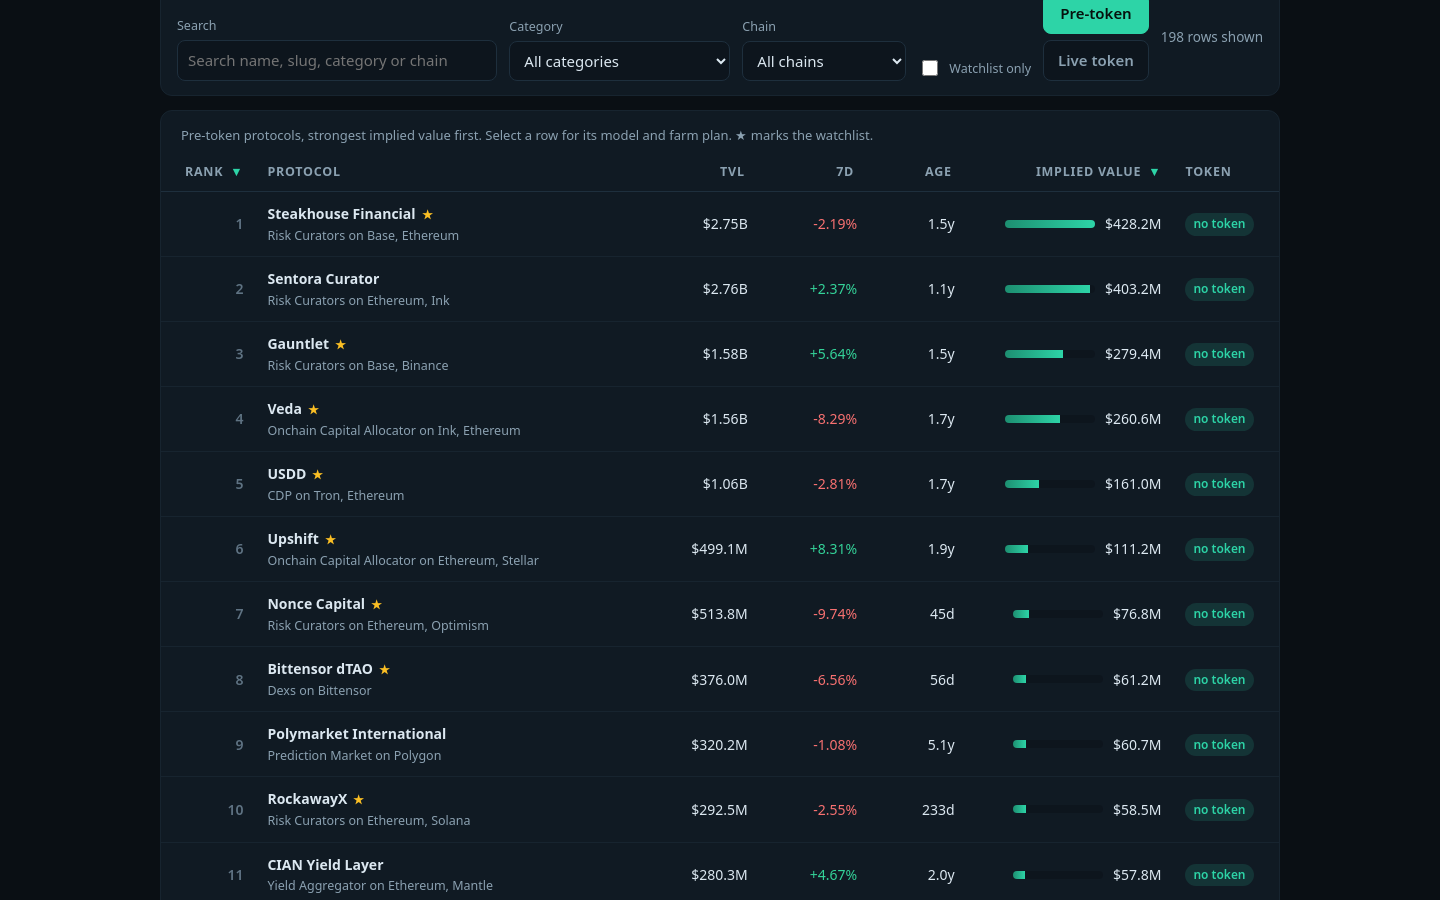 Search
Category
Chain
Pre-token
198 rows shown
Search name, slug, category or chain
All categories
All chains
Watchlist only
Live token
Pre-token protocols, strongest implied value first. Select a row for its model and farm plan. ★ marks the watchlist.
RANK ▼ PROTOCOL TVL 7D AGE IMPLIED VALUE ▼ TOKEN
1 Steakhouse Financial ★ $2.75B -2.19% 1.5y $428.2M no token
Risk Curators on Base, Ethereum
2 Sentora Curator $2.76B +2.37% 1.1y $403.2M no token
Risk Curators on Ethereum, Ink
3 Gauntlet ★ $1.58B +5.64% 1.5y $279.4M no token
Risk Curators on Base, Binance
4 Veda ★ $1.56B -8.29% 1.7y $260.6M no token
Onchain Capital Allocator on Ink, Ethereum
5 USDD ★ $1.06B -2.81% 1.7y $161.0M no token
CDP on Tron, Ethereum
6 Upshift ★ $499.1M +8.31% 1.9y $111.2M no token
Onchain Capital Allocator on Ethereum, Stellar
7 Nonce Capital ★ $513.8M -9.74% 45d $76.8M no token
Risk Curators on Ethereum, Optimism
8 Bittensor dTAO ★ $376.0M -6.56% 56d $61.2M no token
Dexs on Bittensor
9 Polymarket International $320.2M -1.08% 5.1y $60.7M no token
Prediction Market on Polygon
10 RockawayX ★ $292.5M -2.55% 233d $58.5M no token
Risk Curators on Ethereum, Solana
11 CIAN Yield Layer $280.3M +4.67% 2.0y $57.8M no token
Yield Aggregator on Ethereum, Mantle